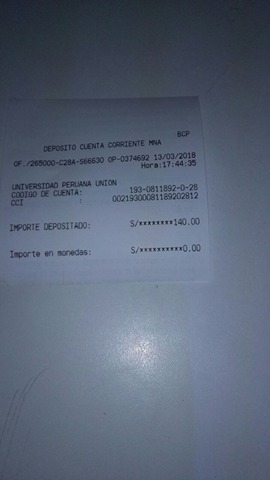 BCP
DEPOSITO CUENTA CORRIENTE MNA
OF./265000-C28A-S66630 OP-0374692 13/03/2018
Hora:17:44:35
UNIVERSIDAD PERUANA UNION
CODIGO DE CUENTA: 193-0811892-0-28
CCI : 00219300081189202812
IMPORTE DEPOSITADO: S/********140.00
Importe en monedas: S/**********0.00